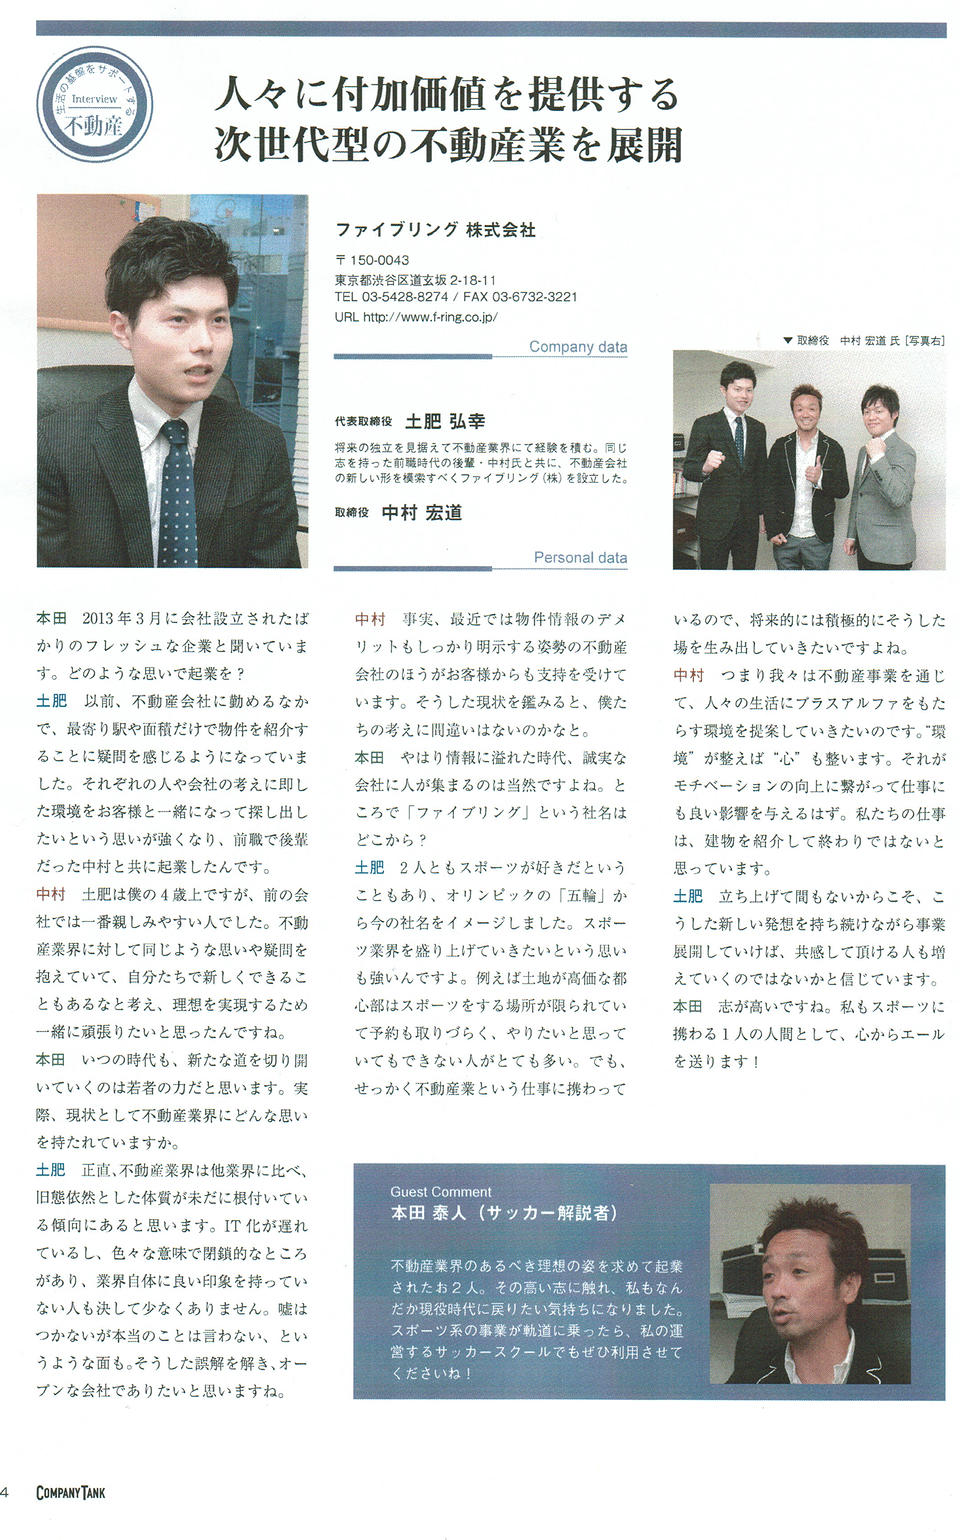 生活の基盤をサポートする
Interview
不動産
人々に付加価値を提供する
次世代型の不動産業を展開
ファイブリング 株式会社
〒150-0043
東京都渋谷区道玄坂 2-18-11
TEL 03-5428-8274 / FAX 03-6732-3221
URL http://www.f-ring.co.jp/
Company data
代表取締役　土肥 弘幸
将来の独立を見据えて不動産業界にて経験を積む。同じ
志を持った前職時代の後輩・中村氏と共に、不動産会社
の新しい形を模索すべくファイブリング（株）を設立した。
取締役　中村 宏道
Personal data
▼ 取締役　中村 宏道 氏［写真右］
本田　2013 年 3 月に会社設立されたば
かりのフレッシュな企業と聞いていま
す。どのような思いで起業を？
土肥　以前、不動産会社に勤めるなか
で、最寄り駅や面積だけで物件を紹介す
ることに疑問を感じるようになっていま
した。それぞれの人や会社の考えに即し
た環境をお客様と一緒になって探し出し
たいという思いが強くなり、前職で後輩
だった中村と共に起業したんです。
中村　土肥は僕の 4 歳上ですが、前の会
社では一番親しみやすい人でした。不動
産業界に対して同じような思いや疑問を
抱えていて、自分たちで新しくできるこ
ともあるなと考え、理想を実現するため
一緒に頑張りたいと思ったんですね。
本田　いつの時代も、新たな道を切り開
いていくのは若者の力だと思います。実
際、現状として不動産業界にどんな思い
を持たれていますか。
土肥　正直、不動産業界は他業界に比べ、
旧態依然とした体質が未だに根付いてい
る傾向にあると思います。IT 化が遅れ
ているし、色々な意味で閉鎖的なところ
があり、業界自体に良い印象を持ってい
ない人も決して少なくありません。嘘は
つかないが本当のことは言わない、とい
うような面も。そうした誤解を解き、オー
プンな会社でありたいと思いますね。
中村　事実、最近では物件情報のデメ
リットもしっかり明示する姿勢の不動産
会社のほうがお客様からも支持を受けて
います。そうした現状を鑑みると、僕た
ちの考えに間違いはないのかなと。
本田　やはり情報に溢れた時代、誠実な
会社に人が集まるのは当然ですよね。と
ころで「ファイブリング」という社名は
どこから？
土肥　2 人ともスポーツが好きだという
こともあり、オリンピックの「五輪」か
ら今の社名をイメージしました。スポー
ツ業界を盛り上げていきたいという思い
も強いんですよ。例えば土地が高価な都
心部はスポーツをする場所が限られてい
て予約も取りづらく、やりたいと思って
いてもできない人がとても多い。でも、
せっかく不動産業という仕事に携わって
いるので、将来的には積極的にそうした
場を生み出していきたいですよね。
中村　つまり我々は不動産事業を通じ
て、人々の生活にプラスアルファをもた
らす環境を提案していきたいのです。“環
境” が整えば “心” も整います。それが
モチベーションの向上に繋がって仕事に
も良い影響を与えるはず。私たちの仕事
は、建物を紹介して終わりではないと
思っています。
土肥　立ち上げて間もないからこそ、こ
うした新しい発想を持ち続けながら事業
展開していけば、共感して頂ける人も増
えていくのではないかと信じています。
本田　志が高いですね。私もスポーツに
携わる 1 人の人間として、心からエール
を送ります！
Guest Comment
本田 泰人（サッカー解説者）
不動産業界のあるべき理想の姿を求めて起業
されたお２人。その高い志に触れ、私もなん
だか現役時代に戻りたい気持ちになりました。
スポーツ系の事業が軌道に乗ったら、私の運
営するサッカースクールでもぜひ利用させて
くださいね！
4
COMPANYTANK